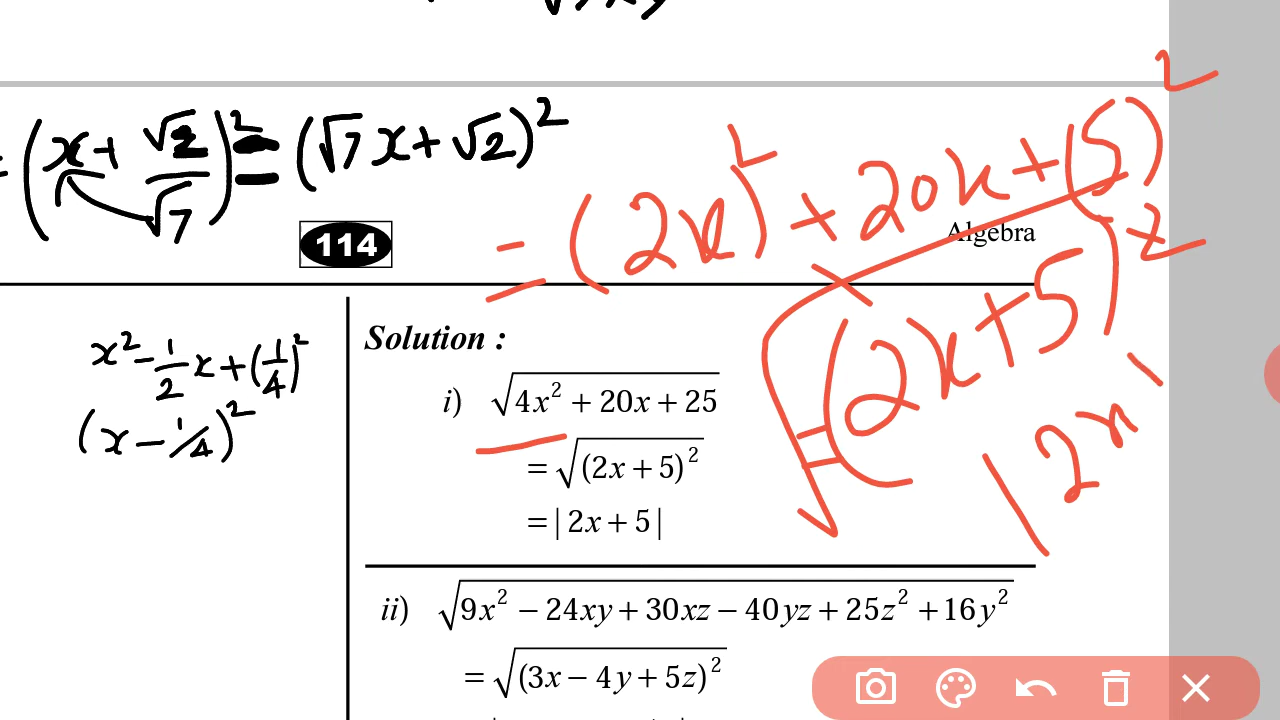 = (x + √2/√7)² = (√7x + √2)²
= (2x)² + 20x + (5)²
114
Algebra
x² - 1/2 x + (1/4)²
(x - 1/4)²
√(2x+5)²
|2x
Solution :
i) √(4x² + 20x + 25)
= √((2x + 5)²)
= | 2x + 5 |
ii) √(9x² − 24xy + 30xz − 40yz + 25z² + 16y²)
= √((3x − 4y + 5z)²)